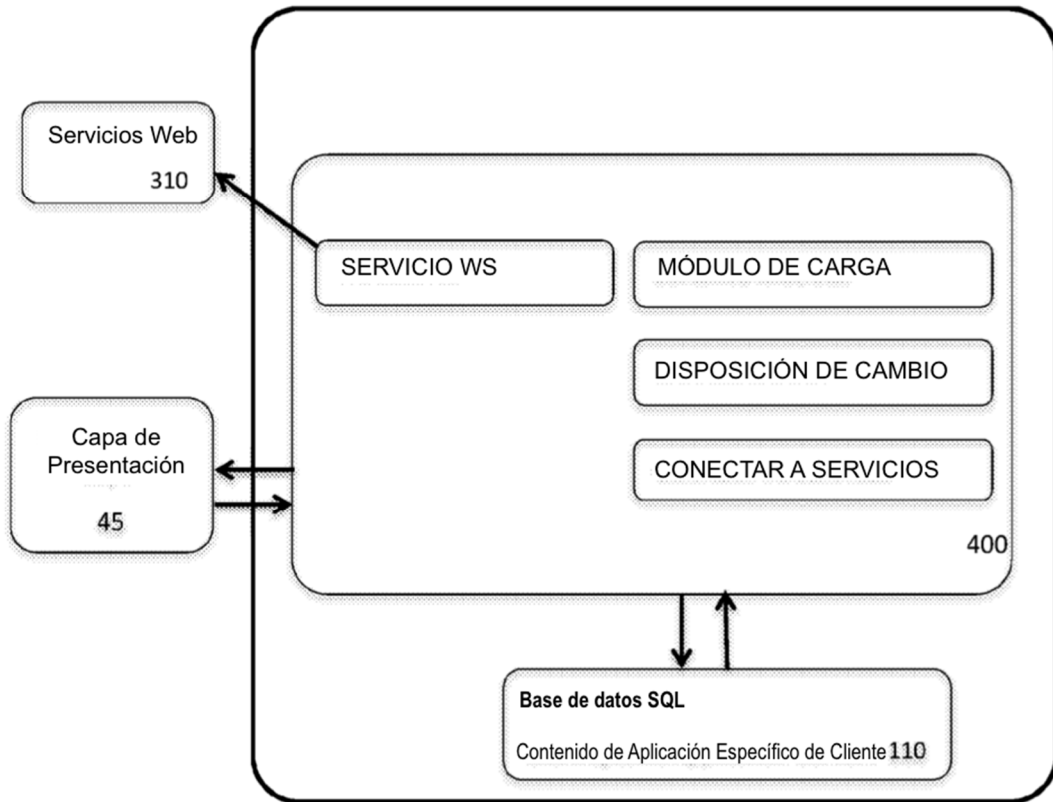 Servicios Web
310
SERVICIO WS
MÓDULO DE CARGA
DISPOSICIÓN DE CAMBIO
Capa de
Presentación
45
CONECTAR A SERVICIOS
400
Base de datos SQL
Contenido de Aplicación Específico de Cliente 110